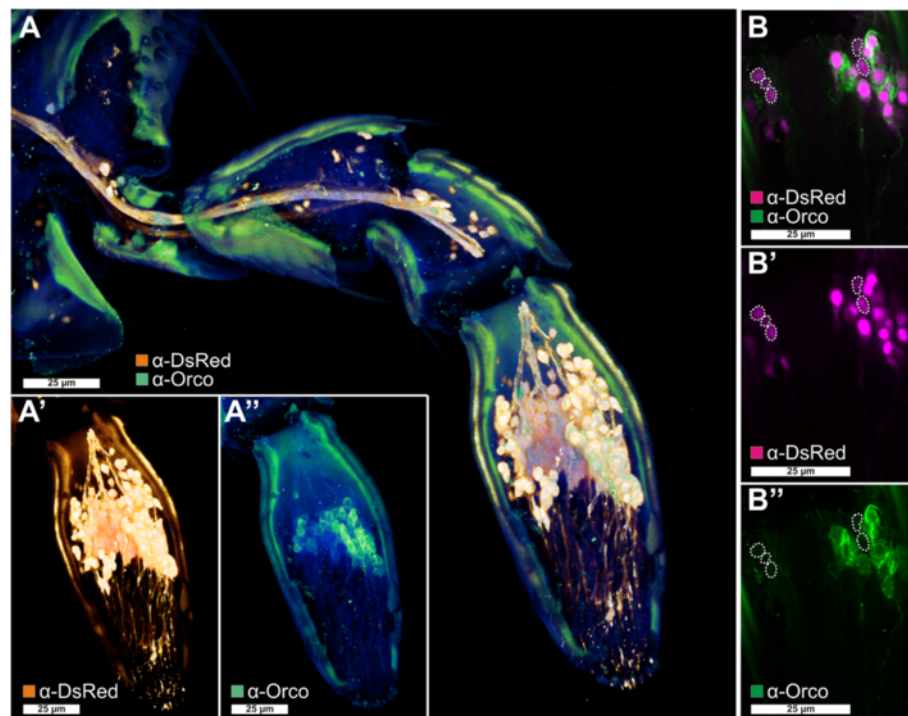 A
α-DsRed
α-Orco
25 µm
A’
α-DsRed
25 µm
A’’
α-Orco
25 µm
B
α-DsRed
α-Orco
25 µm
B’
α-DsRed
25 µm
B’’
α-Orco
25 µm